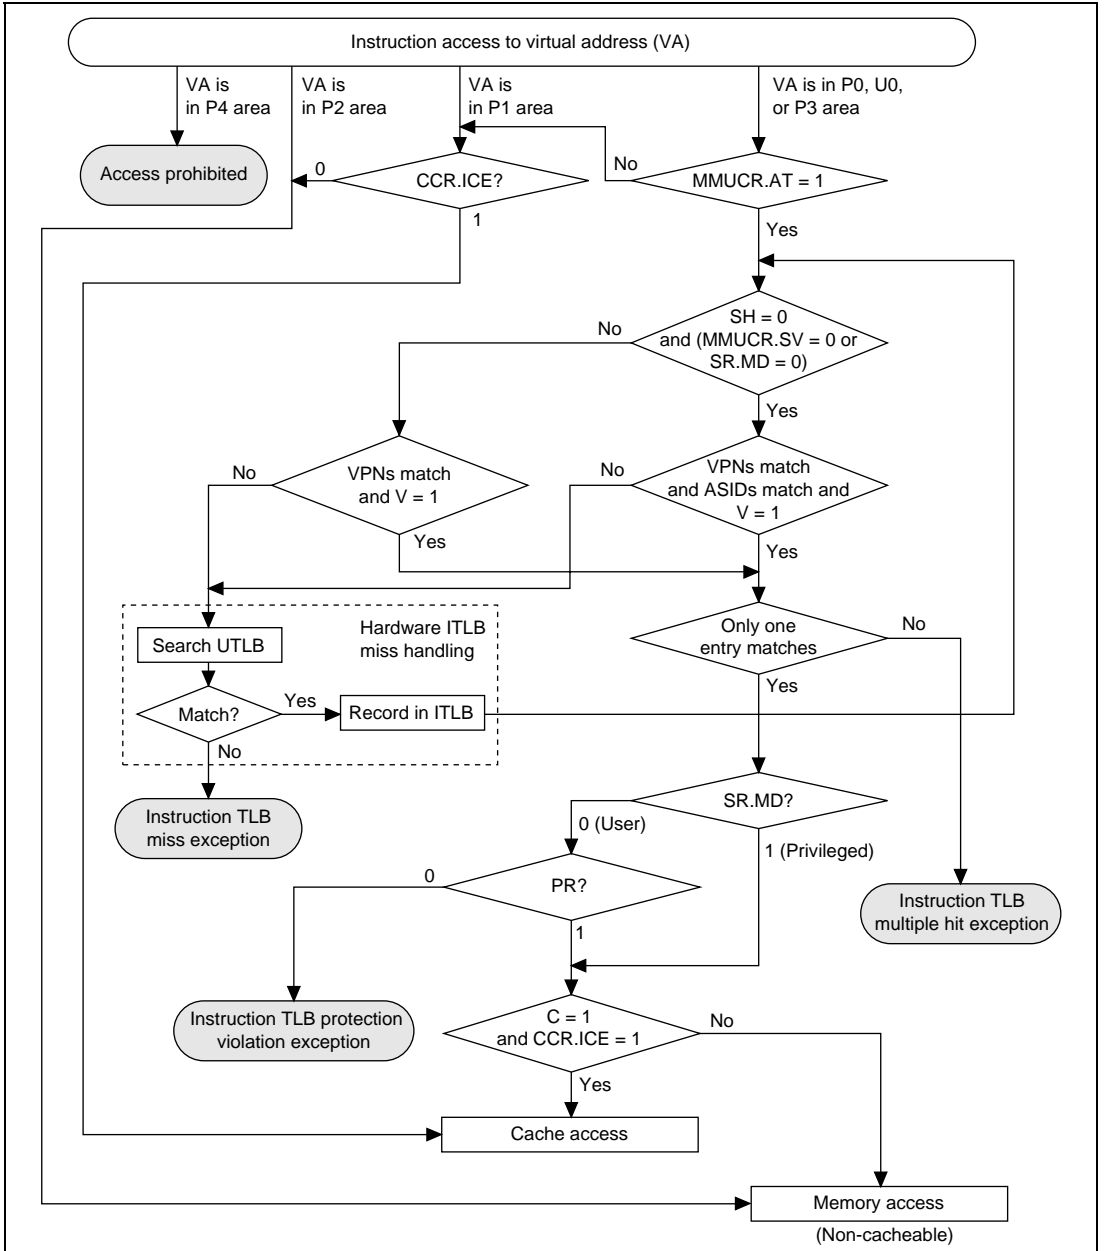 Instruction access to virtual address (VA)
VA is
in P4 area
VA is
in P2 area
VA is
in P1 area
VA is in P0, U0,
or P3 area
Access prohibited
0
CCR.ICE?
1
No
MMUCR.AT = 1
Yes
SH = 0
and (MMUCR.SV = 0 or
SR.MD = 0)
No
Yes
No
VPNs match
and V = 1
Yes
No
VPNs match
and ASIDs match and
V = 1
Yes
Hardware ITLB
miss handling
Search UTLB
Only one
entry matches
No
Yes
Match?
Yes
Record in ITLB
No
Instruction TLB
miss exception
SR.MD?
0 (User)
1 (Privileged)
0
PR?
1
Instruction TLB
multiple hit exception
Instruction TLB protection
violation exception
C = 1
and CCR.ICE = 1
No
Yes
Cache access
Memory access
(Non-cacheable)